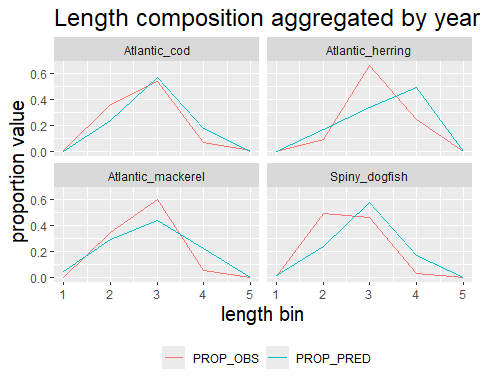 Length composition aggregated by year
Atlantic_cod
Atlantic_herring
0.6
0.4
0.2
0.0
Atlantic_mackerel
Spiny_dogfish
0.6
0.4
0.2
0.0
proportion value
1 2 3 4 5 1 2 3 4 5
length bin
PROP_OBS PROP_PRED